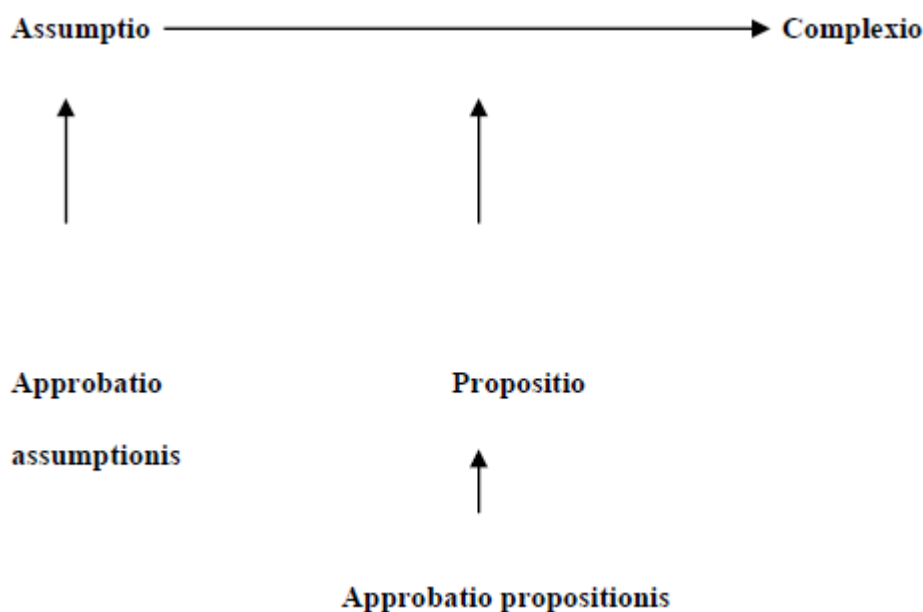 Assumptio Complexio
Approbatio Propositio
assumptionis
Approbatio propositionis